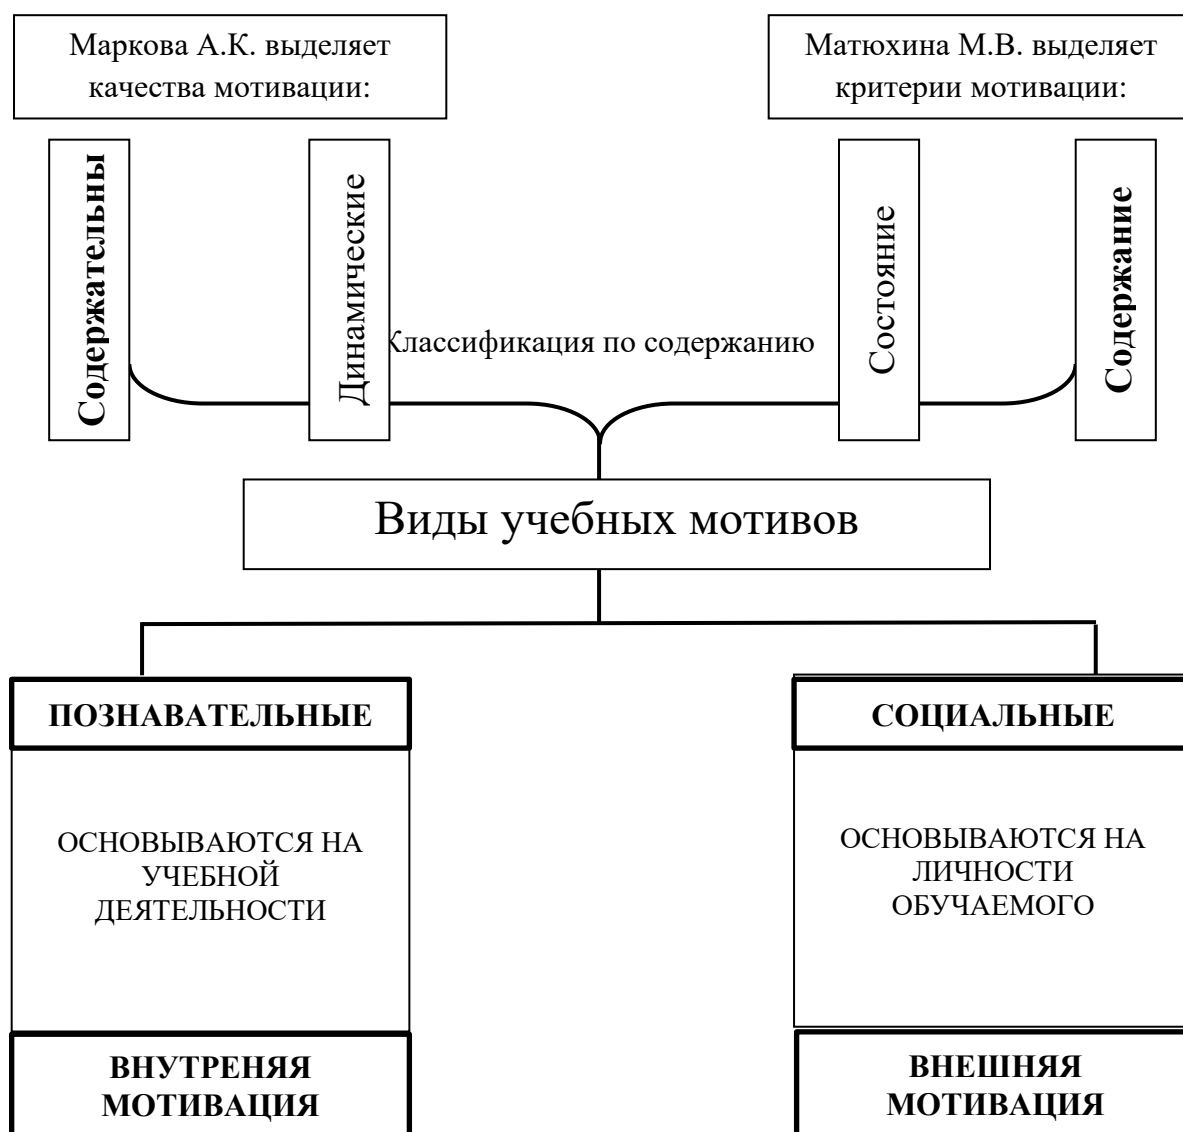 Маркова А.К. выделяет
качества мотивации:
Матюхина М.В. выделяет
критерии мотивации:
Содержательны
Динамические
Состояние
Содержание
Классификация по содержанию
Виды учебных мотивов
ПОЗНАВАТЕЛЬНЫЕ
ОСНОВЫВАЮТСЯ НА
УЧЕБНОЙ
ДЕЯТЕЛЬНОСТИ
ВНУТРЕНЯЯ
МОТИВАЦИЯ
СОЦИАЛЬНЫЕ
ОСНОВЫВАЮТСЯ НА
ЛИЧНОСТИ
ОБУЧАЕМОГО
ВНЕШНЯЯ
МОТИВАЦИЯ